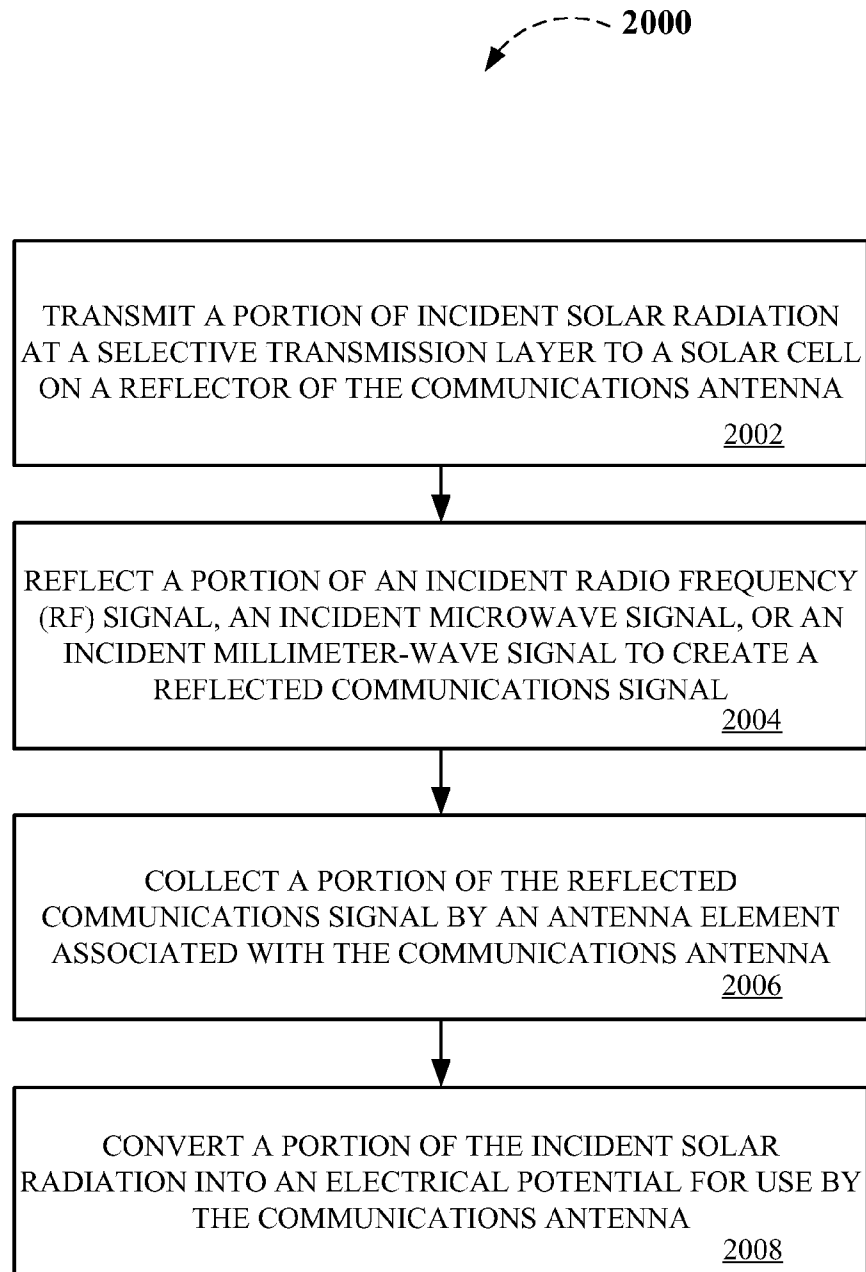 2000
TRANSMIT A PORTION OF INCIDENT SOLAR RADIATION
AT A SELECTIVE TRANSMISSION LAYER TO A SOLAR CELL
ON A REFLECTOR OF THE COMMUNICATIONS ANTENNA
2002
REFLECT A PORTION OF AN INCIDENT RADIO FREQUENCY
(RF) SIGNAL, AN INCIDENT MICROWAVE SIGNAL, OR AN
INCIDENT MILLIMETER-WAVE SIGNAL TO CREATE A
REFLECTED COMMUNICATIONS SIGNAL
2004
COLLECT A PORTION OF THE REFLECTED
COMMUNICATIONS SIGNAL BY AN ANTENNA ELEMENT
ASSOCIATED WITH THE COMMUNICATIONS ANTENNA
2006
CONVERT A PORTION OF THE INCIDENT SOLAR
RADIATION INTO AN ELECTRICAL POTENTIAL FOR USE BY
THE COMMUNICATIONS ANTENNA
2008